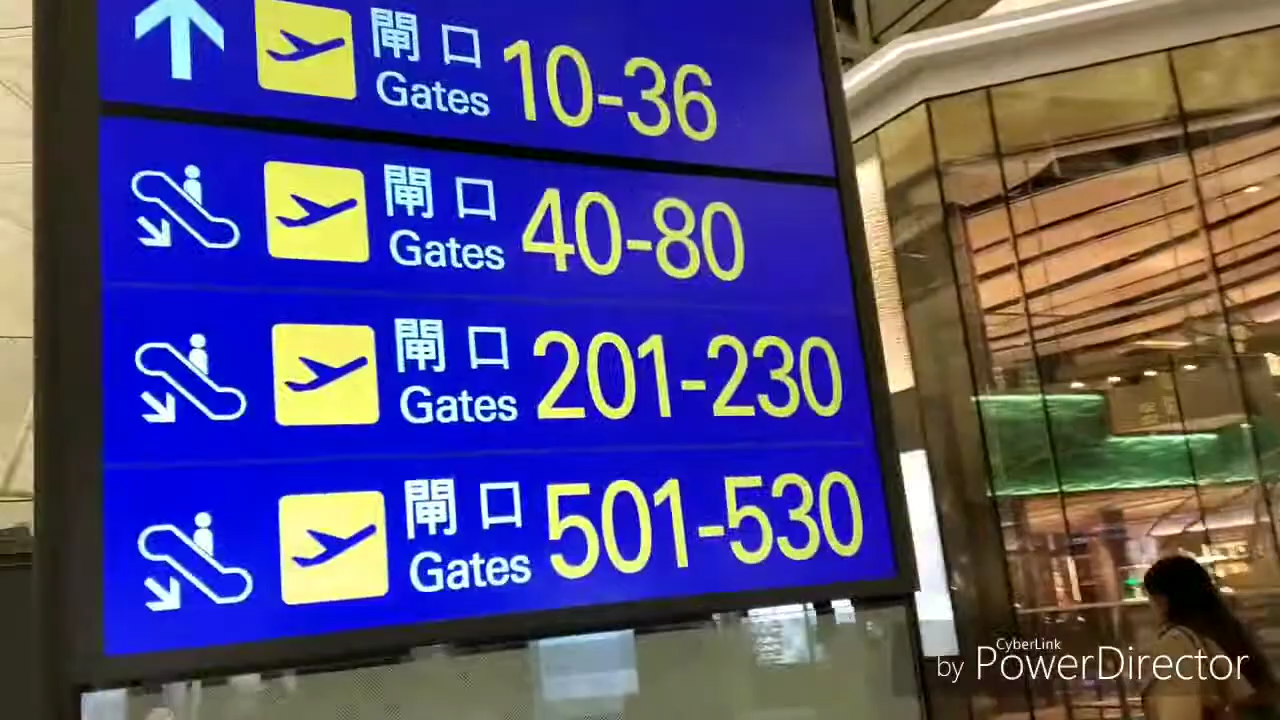 閘口
Gates 10-36
閘口
Gates 40-80
閘口
Gates 201-230
閘口
Gates 501-530
CyberLink
by PowerDirector